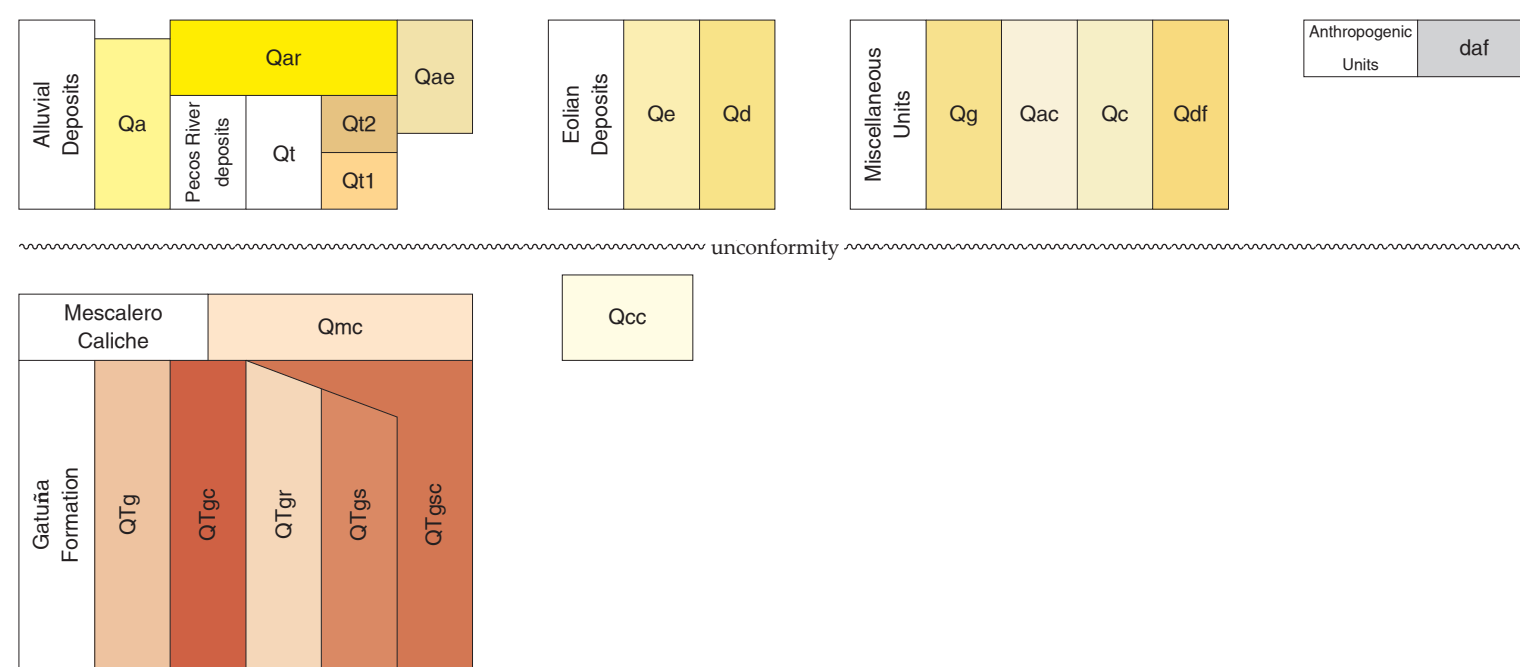 Alluvial
Deposits
Qa
Qar
Pecos River
deposits
Qt
Qt2
Qt1
Qae
Eolian
Deposits
Qe
Qd
Miscellaneous
Units
Qg
Qac
Qc
Qdf
Anthropogenic
Units
daf
unconformity
Mescalero
Caliche
Qmc
Qcc
Gatuña
Formation
QTg
QTgc
QTgr
QTgs
QTgsc